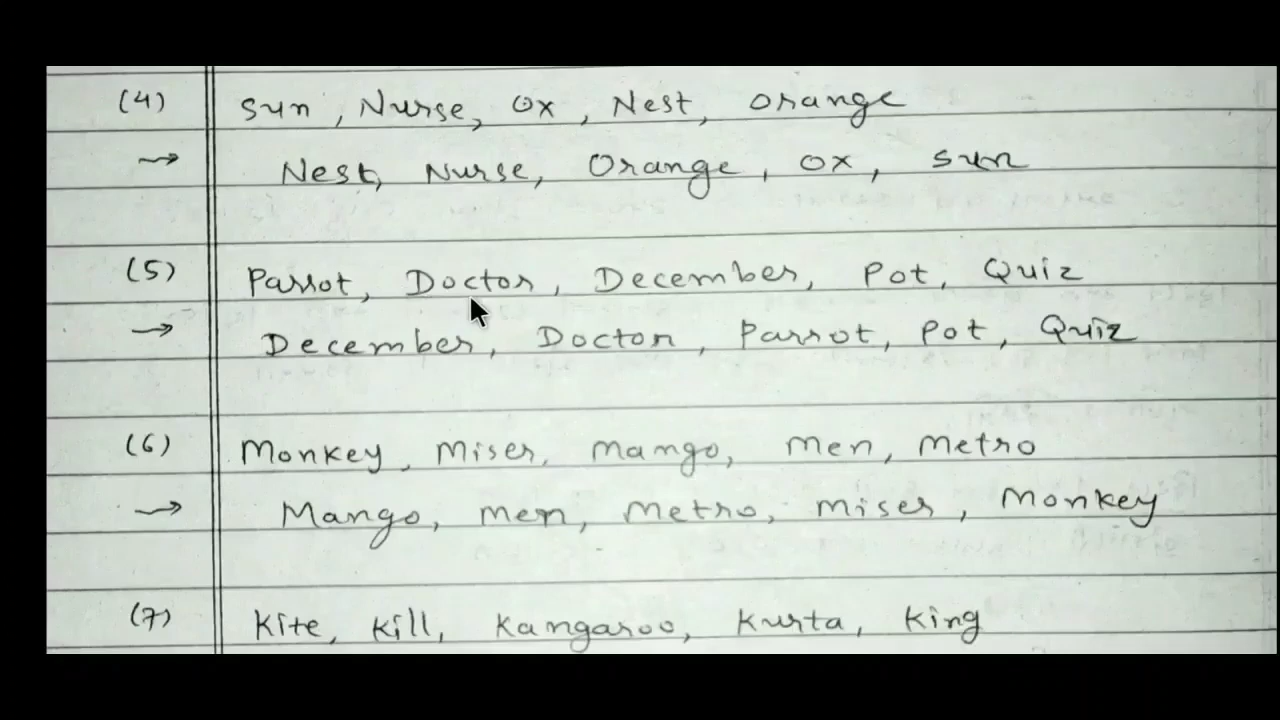 (4) Sun, Nurse, Ox, Nest, Orange
→ Nest, Nurse, Orange, Ox, Sun
(5) Parrot, Doctor, December, Pot, Quiz
→ December, Doctor, Parrot, Pot, Quiz
(6) Monkey, Miser, Mango, Men, Metro
→ Mango, Men, Metro, Miser, Monkey
(7) Kite, Kill, Kangaroo, Kurta, King